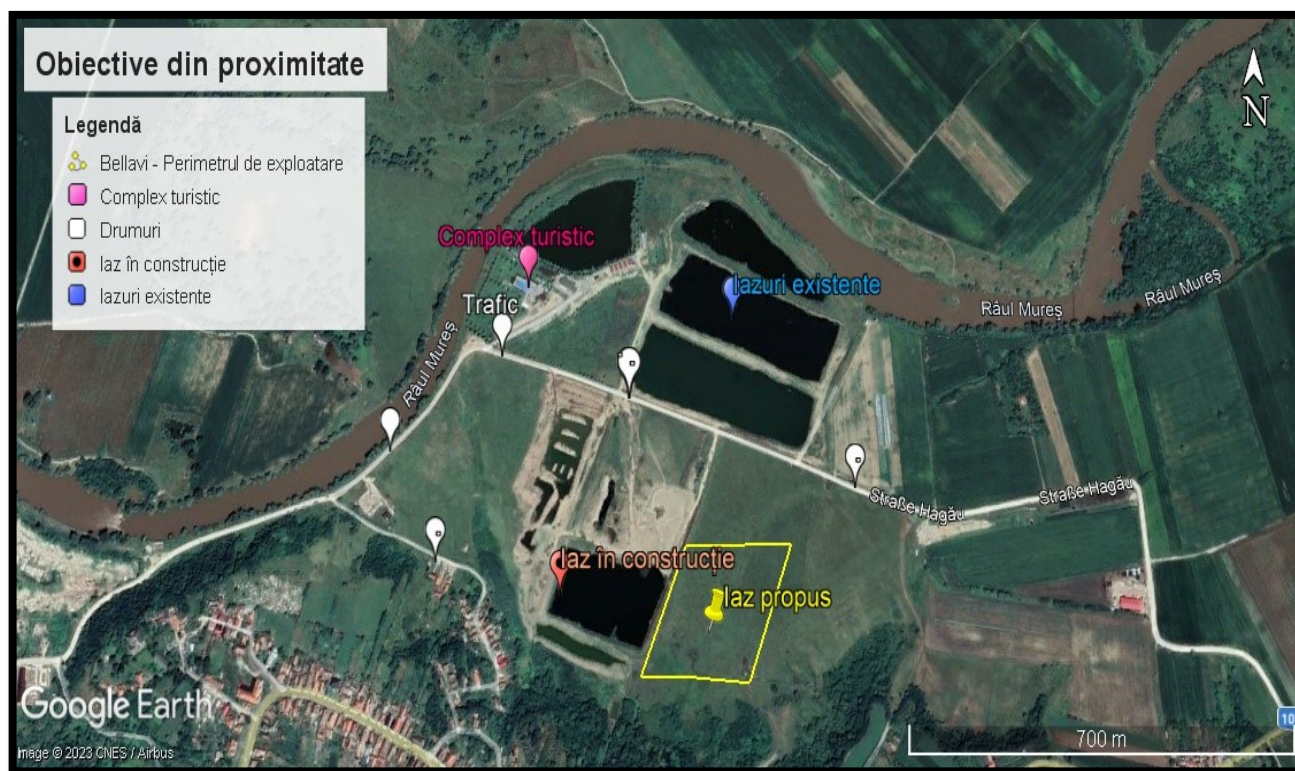 Obiective din proximitate
Legendă
Bellavi - Perimetrul de exploatare
Complex turistic
Drumuri
Iaz în construcție
Iazuri existente
N
Complex turistic
Iazuri existente
Trafic
Râul Mureș
Râul Mureș
Râul Mureș
Straße Hagău
Straße Hagău
Iaz în construcție
Iaz propus
Google Earth
Image © 2023 CNES / Airbus
700 m
10